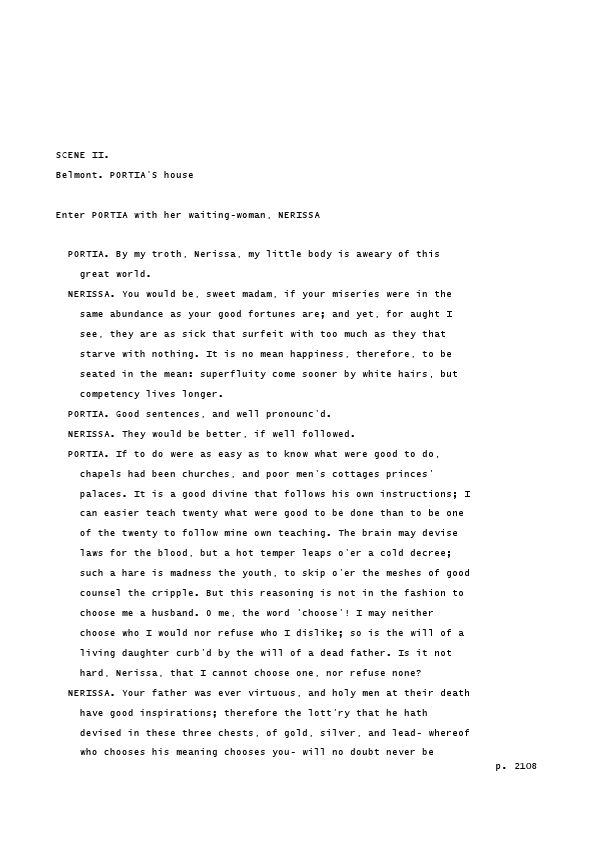 SCENE II.
Belmont. PORTIA'S house
Enter PORTIA with her waiting-woman, NERISSA
PORTIA. By my troth, Nerissa, my little body is aweary of this
great world.
NERISSA. You would be, sweet madam, if your miseries were in the
same abundance as your good fortunes are; and yet, for aught I
see, they are as sick that surfeit with too much as they that
starve with nothing. It is no mean happiness, therefore, to be
seated in the mean: superfluity come sooner by white hairs, but
competency lives longer.
PORTIA. Good sentences, and well pronounc'd.
NERISSA. They would be better, if well followed.
PORTIA. If to do were as easy as to know what were good to do,
chapels had been churches, and poor men's cottages princes'
palaces. It is a good divine that follows his own instructions; I
can easier teach twenty what were good to be done than to be one
of the twenty to follow mine own teaching. The brain may devise
laws for the blood, but a hot temper leaps o'er a cold decree;
such a hare is madness the youth, to skip o'er the meshes of good
counsel the cripple. But this reasoning is not in the fashion to
choose me a husband. O me, the word 'choose'! I may neither
choose who I would nor refuse who I dislike; so is the will of a
living daughter curb'd by the will of a dead father. Is it not
hard, Nerissa, that I cannot choose one, nor refuse none?
NERISSA. Your father was ever virtuous, and holy men at their death
have good inspirations; therefore the lott'ry that he hath
devised in these three chests, of gold, silver, and lead- whereof
who chooses his meaning chooses you- will no doubt never be
p. 2108